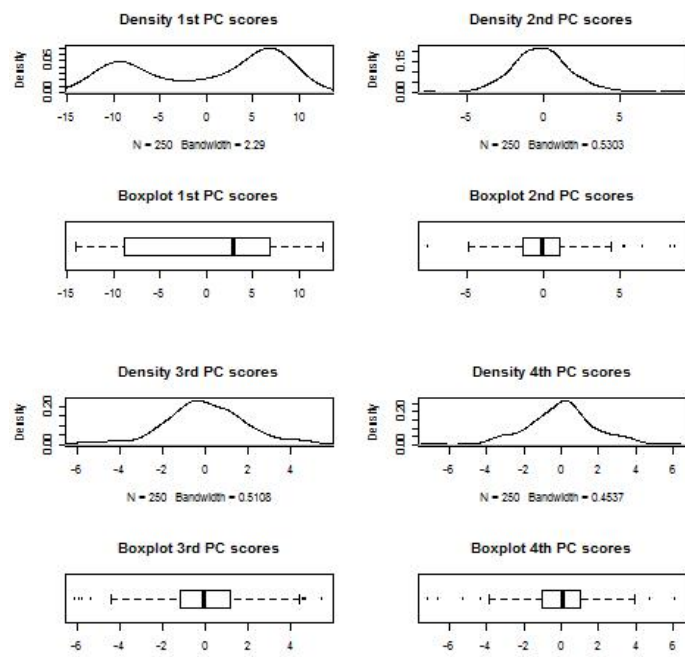 Density 1st PC scores
Density
0.00 0.05
-15 -10 -5 0 5 10
N = 250 Bandwidth = 2.29
Density 2nd PC scores
Density
0.00 0.15
-5 0 5
N = 250 Bandwidth = 0.5303
Boxplot 1st PC scores
-15 -10 -5 0 5 10
Boxplot 2nd PC scores
-5 0 5
Density 3rd PC scores
Density
0.00 0.20
-6 -4 -2 0 2 4
N = 250 Bandwidth = 0.5108
Density 4th PC scores
Density
0.00 0.20
-6 -4 -2 0 2 4 6
N = 250 Bandwidth = 0.4537
Boxplot 3rd PC scores
-6 -4 -2 0 2 4
Boxplot 4th PC scores
-6 -4 -2 0 2 4 6